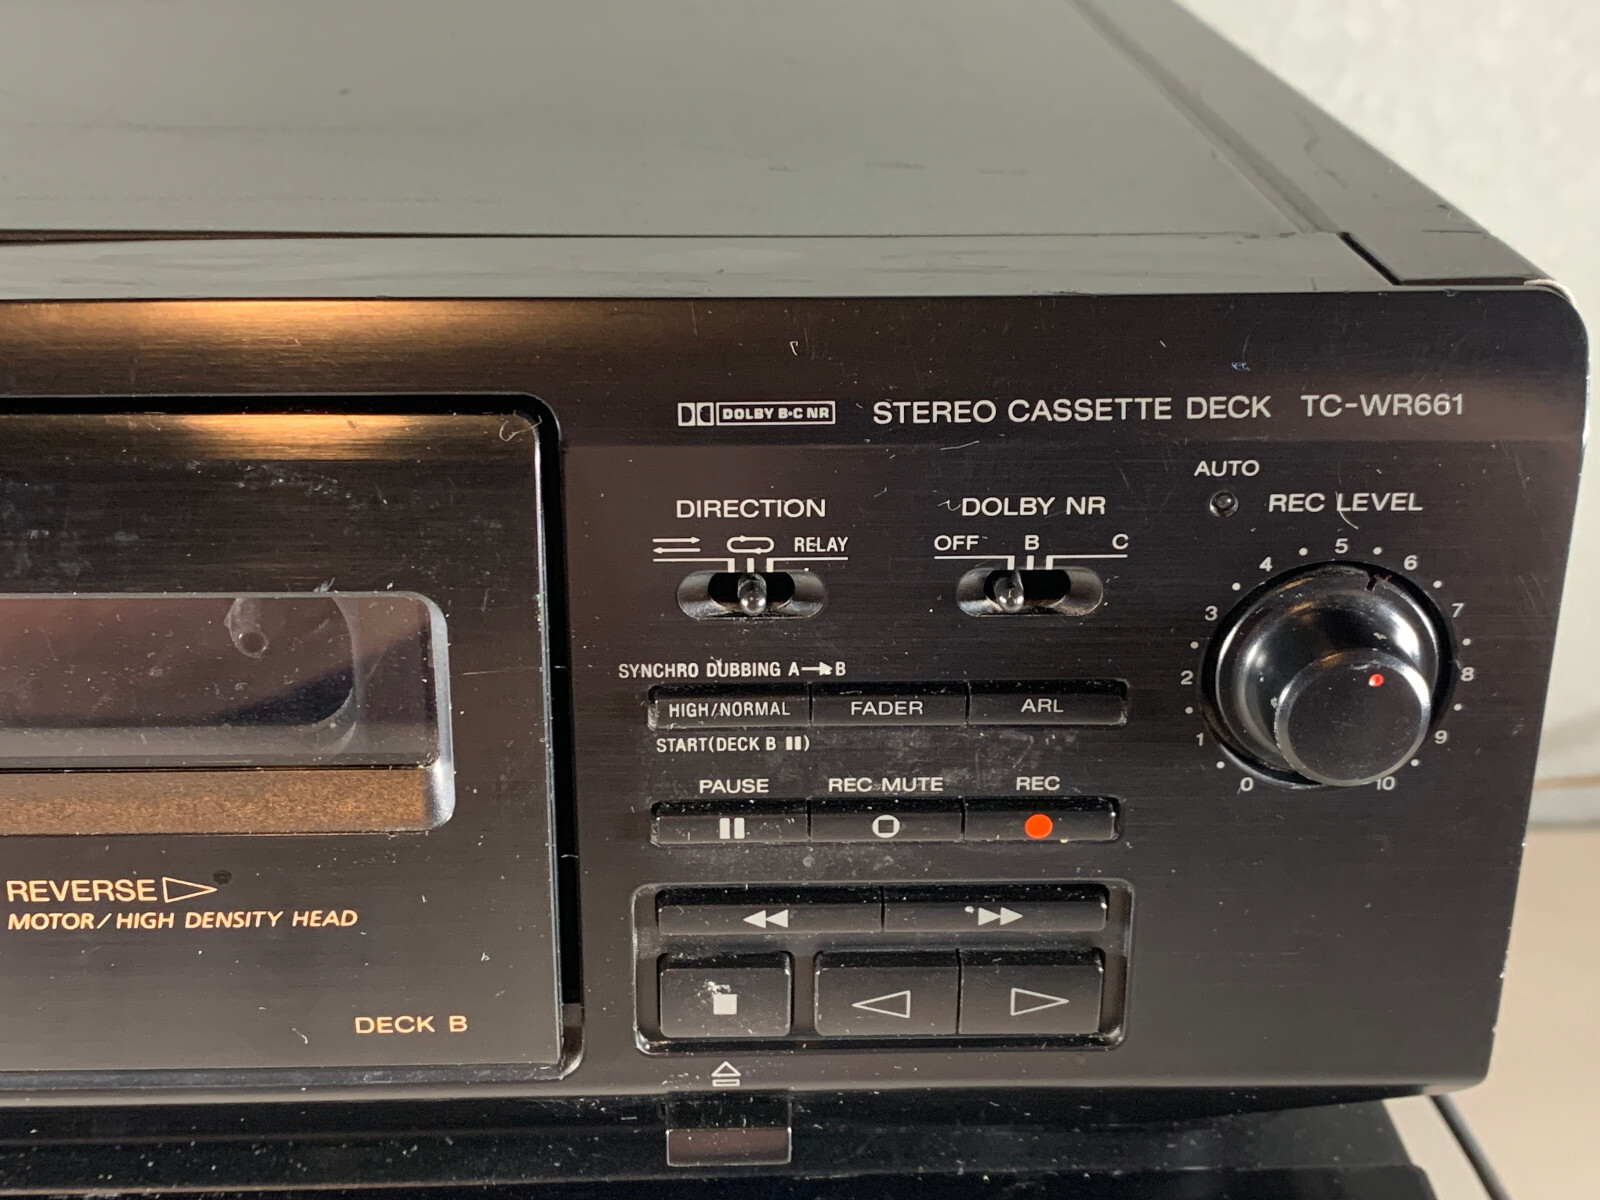 DOLBY B·C NR STEREO CASSETTE DECK TC-WR661
AUTO
REC LEVEL
DIRECTION
RELAY
DOLBY NR
OFF B C
0 1 2 3 4 5 6 7 8 9 10
SYNCHRO DUBBING A B
HIGH/NORMAL FADER ARL
START(DECK B II)
PAUSE REC MUTE REC
REVERSE
MOTOR/HIGH DENSITY HEAD
DECK B